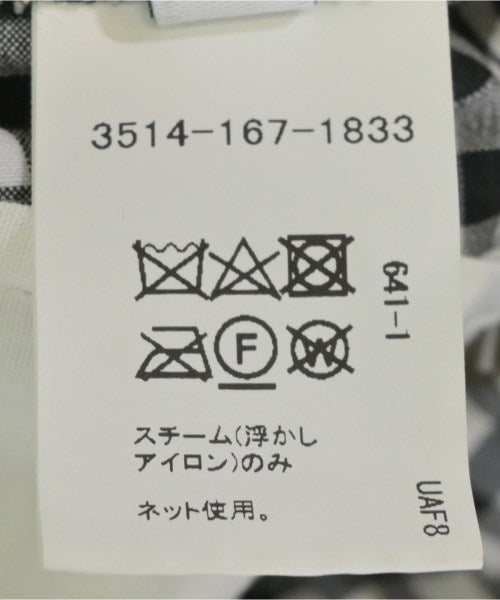 3514-167-1833
641-1
F
W
スチーム(浮かし
アイロン)のみ
ネット使用。
UAF8